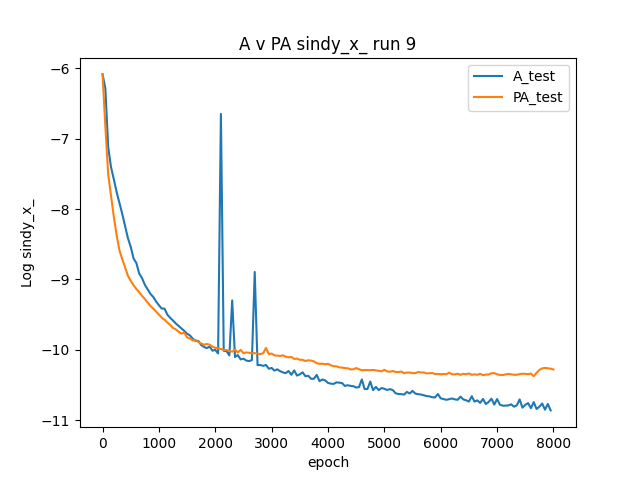 A v PA sindy_x_ run 9
A_test
PA_test
Log sindy_x_
−6
−7
−8
−9
−10
−11
0 1000 2000 3000 4000 5000 6000 7000 8000
epoch